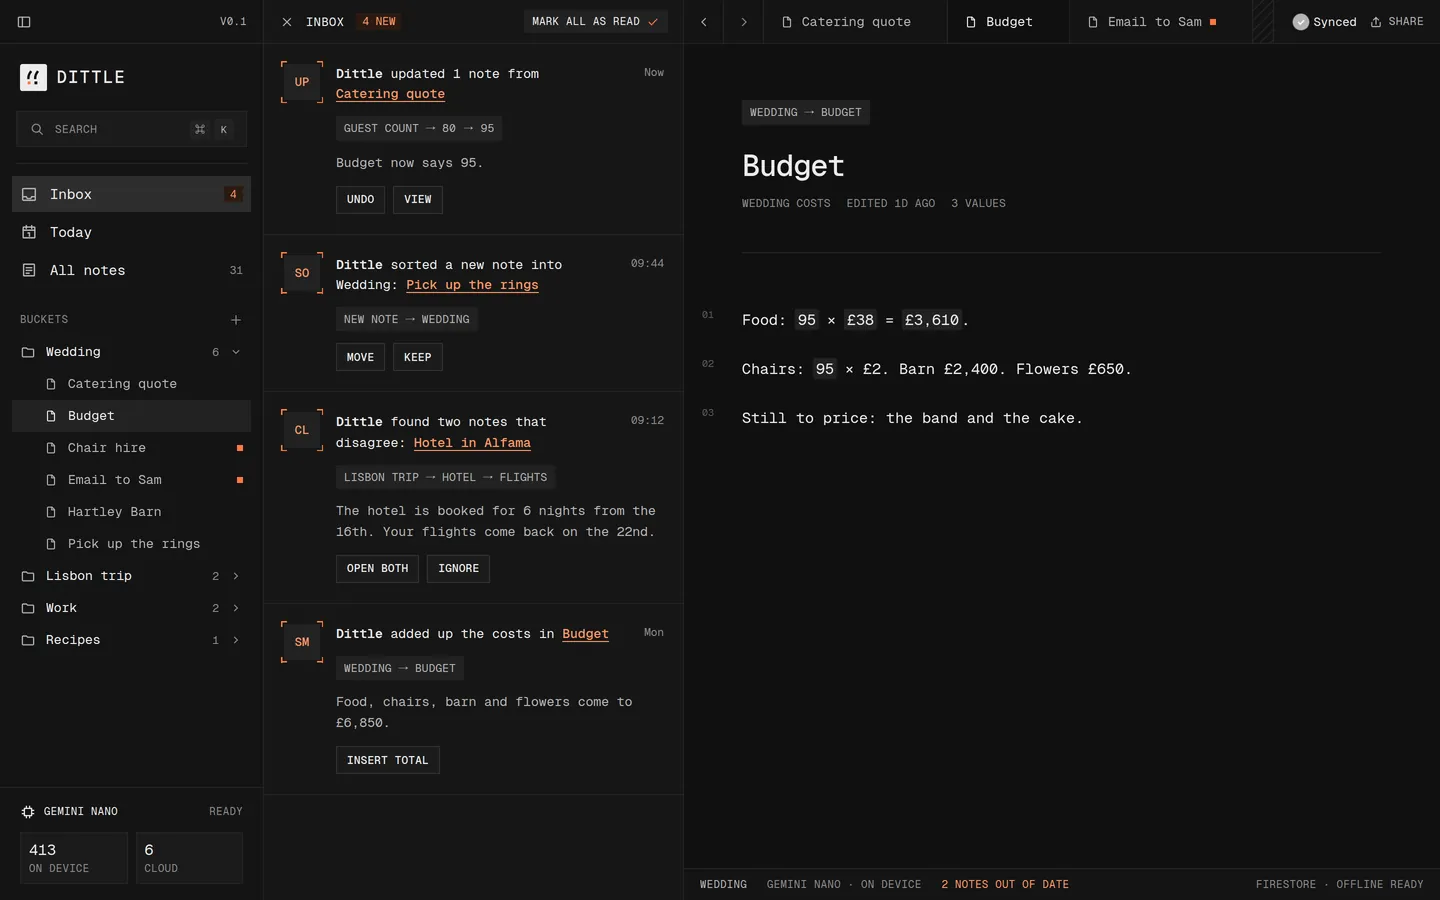 V0.1
DITTLE
SEARCH ⌘ K
Inbox 4
Today
All notes 31
BUCKETS
Wedding 6
Catering quote
Budget
Chair hire
Email to Sam
Hartley Barn
Pick up the rings
Lisbon trip 2
Work 2
Recipes 1
GEMINI NANO READY
413
ON DEVICE
6
CLOUD
INBOX 4 NEW MARK ALL AS READ
UP
Dittle updated 1 note from Now
Catering quote
GUEST COUNT → 80 → 95
Budget now says 95.
UNDO VIEW
SO
Dittle sorted a new note into 09:44
Wedding: Pick up the rings
NEW NOTE → WEDDING
MOVE KEEP
CL
Dittle found two notes that 09:12
disagree: Hotel in Alfama
LISBON TRIP → HOTEL → FLIGHTS
The hotel is booked for 6 nights from the
16th. Your flights come back on the 22nd.
OPEN BOTH IGNORE
SM
Dittle added up the costs in Budget Mon
WEDDING → BUDGET
Food, chairs, barn and flowers come to
£6,850.
INSERT TOTAL
Catering quote Budget Email to Sam Synced SHARE
WEDDING → BUDGET
Budget
WEDDING COSTS EDITED 1D AGO 3 VALUES
01 Food: 95 × £38 = £3,610.
02 Chairs: 95 × £2. Barn £2,400. Flowers £650.
03 Still to price: the band and the cake.
WEDDING GEMINI NANO · ON DEVICE 2 NOTES OUT OF DATE FIRESTORE · OFFLINE READY